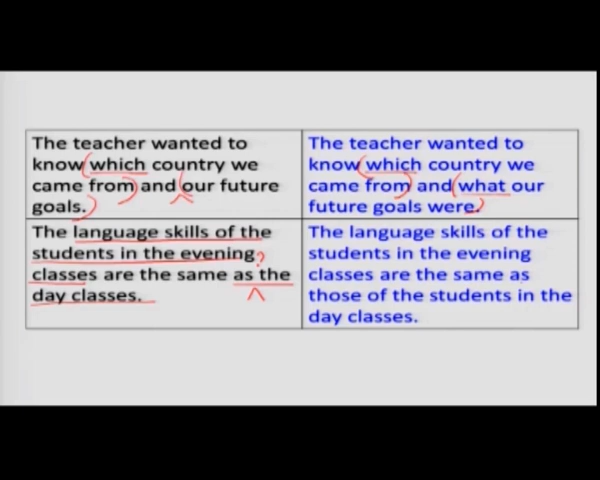 The teacher wanted to
know which country we
came from and our future
goals.
The teacher wanted to
know which country we
came from and what our
future goals were.
The language skills of the
students in the evening
classes are the same as the
day classes.
The language skills of the
students in the evening
classes are the same as
those of the students in the
day classes.